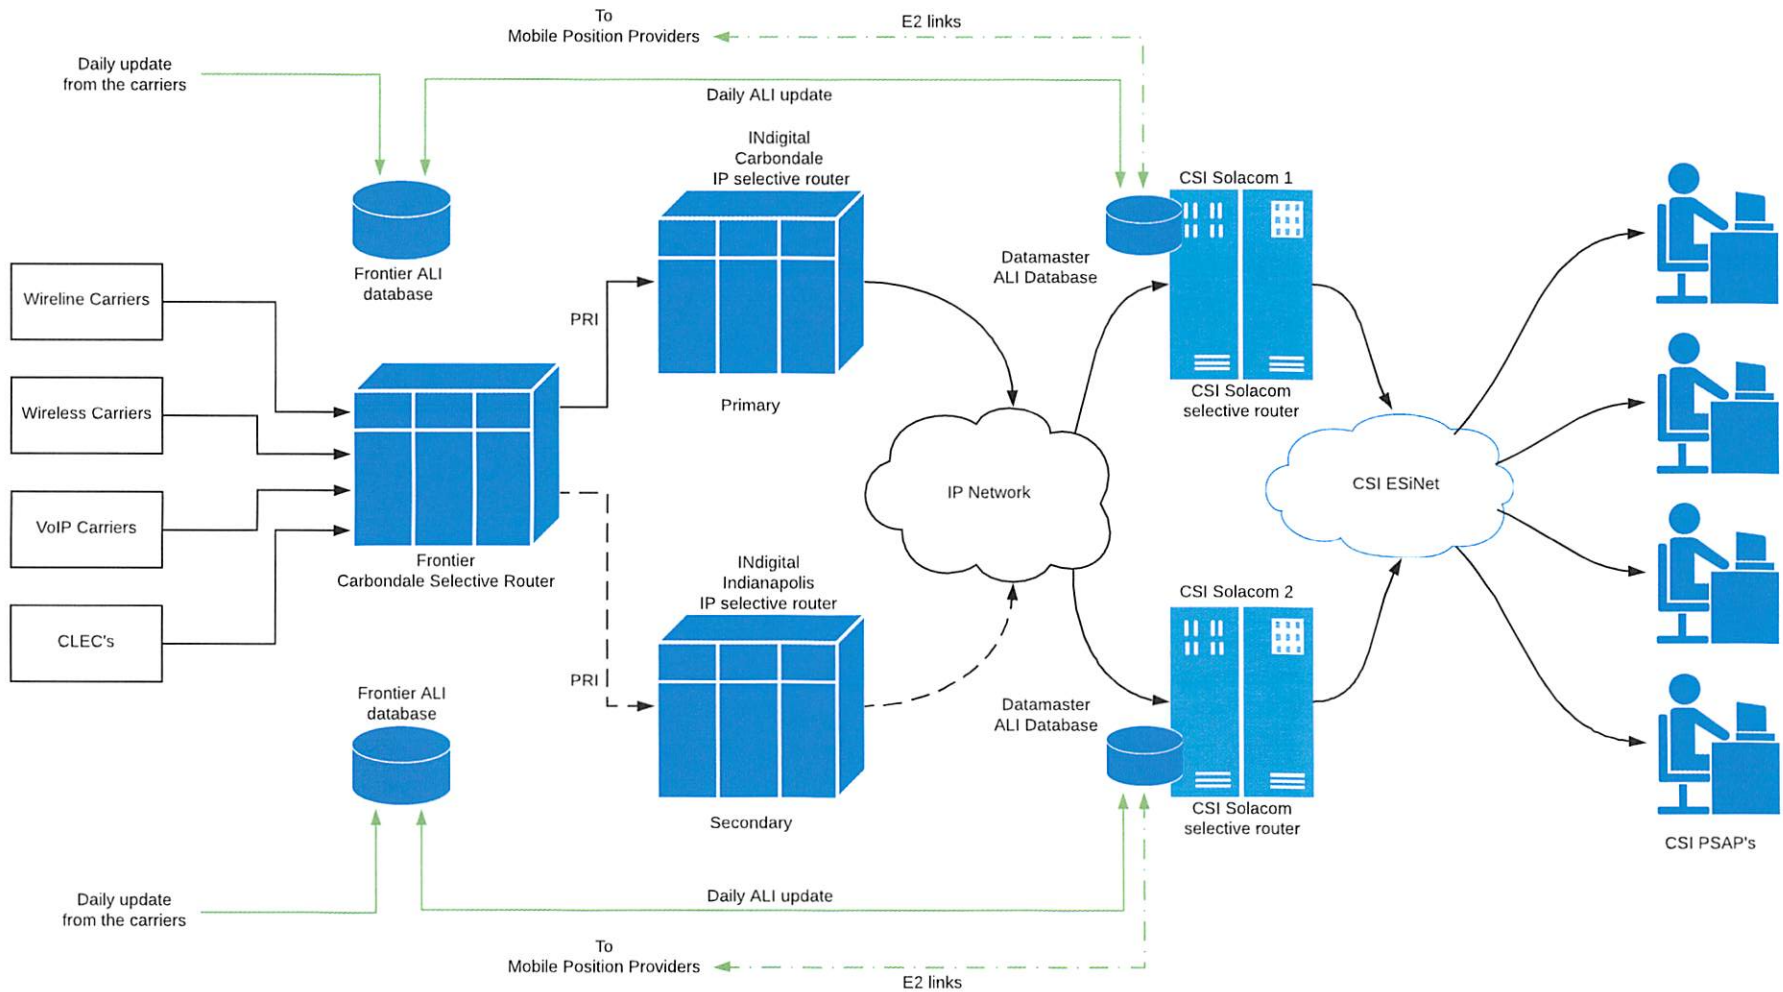 To
Mobile Position Providers
E2 links
Daily update
from the carriers
Daily ALI update
INdigital
Carbondale
IP selective router
CSI Solacom 1
Frontier ALI
database
Datamaster
ALI Database
Wireline Carriers
PRI
Primary
CSI Solacom
selective router
Wireless Carriers
IP Network
CSI ESiNet
VoIP Carriers
Frontier
Carbondale Selective Router
INdigital
Indianapolis
IP selective router
CSI Solacom 2
CLEC's
PRI
Frontier ALI
database
Datamaster
ALI Database
Secondary
CSI Solacom
selective router
CSI PSAP's
Daily update
from the carriers
Daily ALI update
To
Mobile Position Providers
E2 links